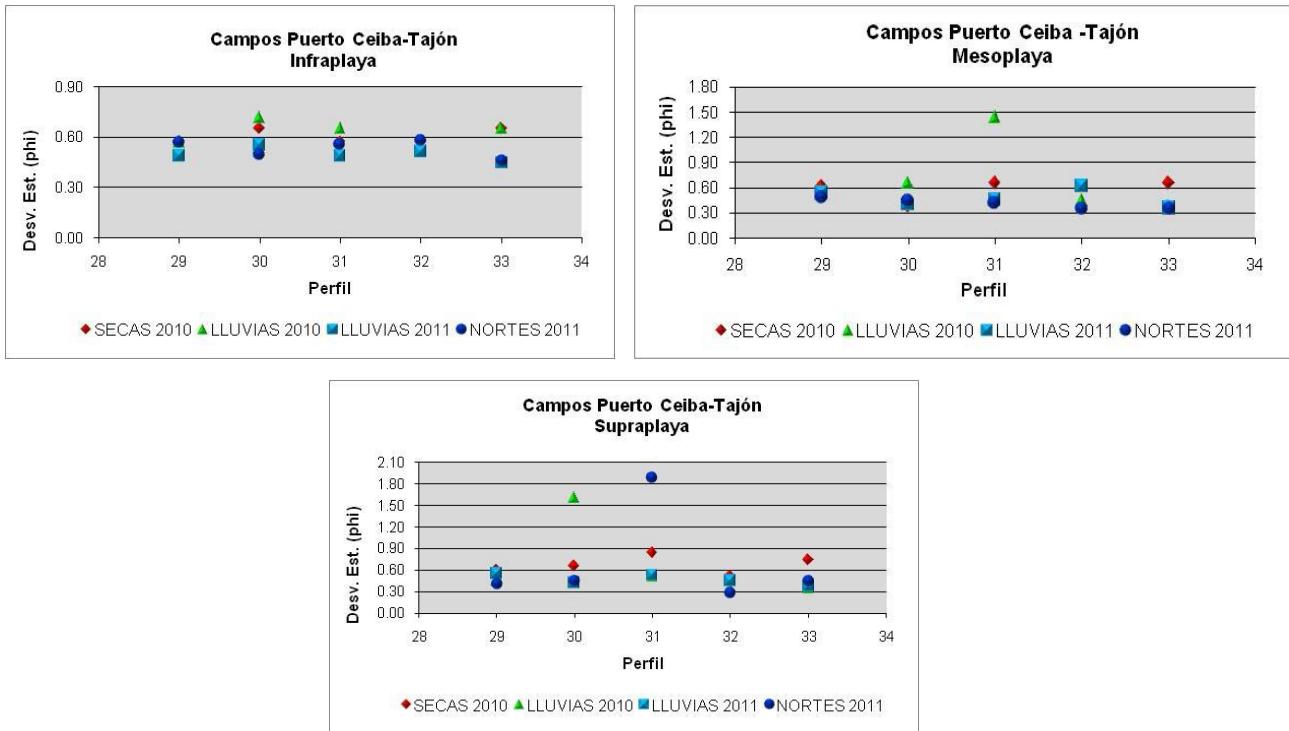 Campos Puerto Ceiba-Tajón
Infraplaya
Desv. Est. (phi)
0.90
0.60
0.30
0.00
28 29 30 31 32 33 34
Perfil
SECAS 2010 LLUVIAS 2010 LLUVIAS 2011 NORTES 2011
Campos Puerto Ceiba -Tajón
Mesoplaya
Desv. Est. (phi)
1.80
1.50
1.20
0.90
0.60
0.30
0.00
28 29 30 31 32 33 34
Perfil
SECAS 2010 LLUVIAS 2010 LLUVIAS 2011 NORTES 2011
Campos Puerto Ceiba-Tajón
Supraplaya
Desv. Est. (phi)
2.10
1.80
1.50
1.20
0.90
0.60
0.30
0.00
28 29 30 31 32 33 34
Perfil
SECAS 2010 LLUVIAS 2010 LLUVIAS 2011 NORTES 2011